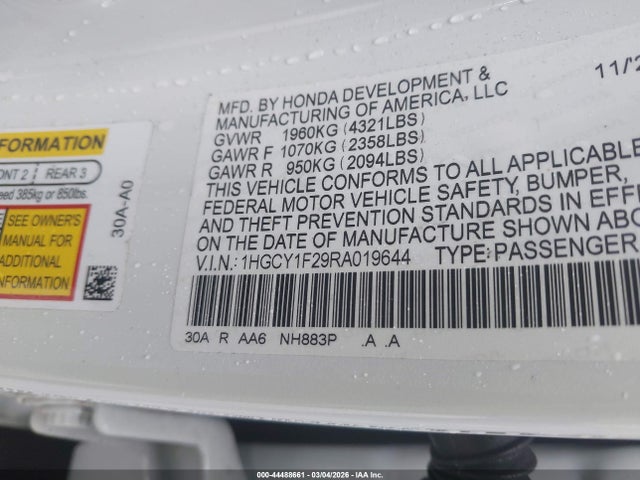 FORMATION
ONT 2 REAR 3
eed 385kg or 850lbs.
SEE OWNER'S
MANUAL FOR
ADDITIONAL
INFORMATION
30A-A0
MFD. BY HONDA DEVELOPMENT & 11/2
MANUFACTURING OF AMERICA, LLC
GVWR 1960KG (4321LBS)
GAWR F 1070KG (2358LBS)
GAWR R 950KG (2094LBS)
THIS VEHICLE CONFORMS TO ALL APPLICABLE
FEDERAL MOTOR VEHICLE SAFETY, BUMPER,
AND THEFT PREVENTION STANDARDS IN EFFE
ON THE DATE OF MANUFACTURE SHOWN ABO
V.I.N.: 1HGCY1F29RA019644 TYPE: PASSENGER
30A R AA6 NH883P .A .A
000-44488661 - 03/04/2026 - IAA Inc.